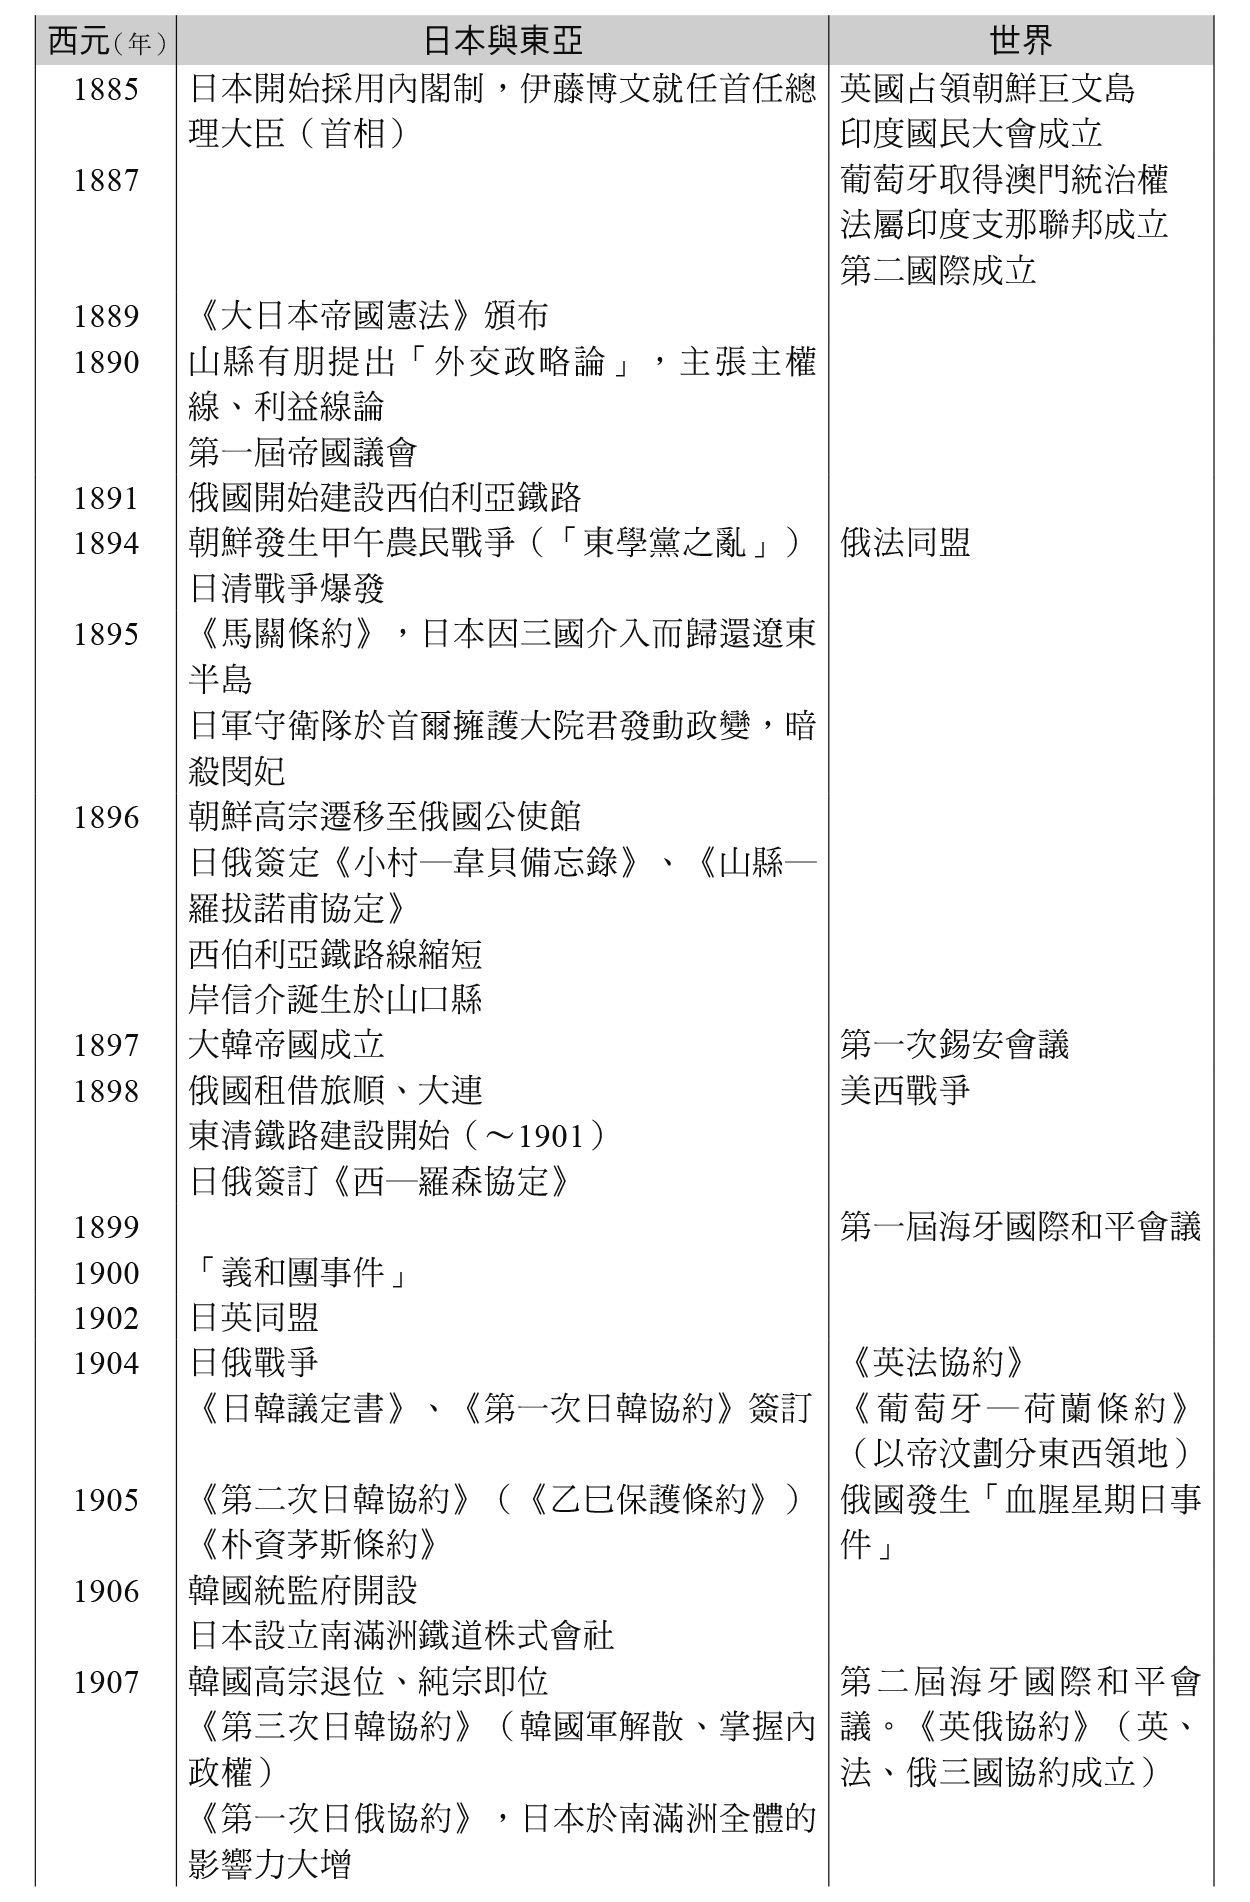 西元（年） 日本與東亞 世界
1885 日本開始採用內閣制，伊藤博文就任首任總 英國占領朝鮮巨文島
理大臣（首相） 印度國民大會成立
1887 葡萄牙取得澳門統治權
法屬印度支那聯邦成立
第二國際成立
1889 《大日本帝國憲法》頒布
1890 山縣有朋提出「外交政略論」，主張主權
線、利益線論
第一屆帝國議會
1891 俄國開始建設西伯利亞鐵路
1894 朝鮮發生甲午農民戰爭（「東學黨之亂」） 俄法同盟
日清戰爭爆發
1895 《馬關條約》，日本因三國介入而歸還遼東
半島
日軍守衛隊於首爾擁護大院君發動政變，暗
殺閔妃
1896 朝鮮高宗遷移至俄國公使館
日俄簽定《小村—韋貝備忘錄》、《山縣—
羅拔諾甫協定》
西伯利亞鐵路線縮短
岸信介誕生於山口縣
1897 大韓帝國成立 第一次錫安會議
1898 俄國租借旅順、大連 美西戰爭
東清鐵路建設開始（～1901）
日俄簽訂《西—羅森協定》
1899 第一屆海牙國際和平會議
1900 「義和團事件」
1902 日英同盟
1904 日俄戰爭 《英法協約》
《日韓議定書》、《第一次日韓協約》簽訂 《葡萄牙—荷蘭條約》
（以帝汶劃分東西領地）
1905 《第二次日韓協約》（《乙巳保護條約》） 俄國發生「血腥星期日事
《朴資茅斯條約》 件」
1906 韓國統監府開設
日本設立南滿洲鐵道株式會社
1907 韓國高宗退位、純宗即位 第二屆海牙國際和平會
《第三次日韓協約》（韓國軍解散、掌握內 議。《英俄協約》（英、
政權） 法、俄三國協約成立）
《第一次日俄協約》，日本於南滿洲全體的
影響力大增